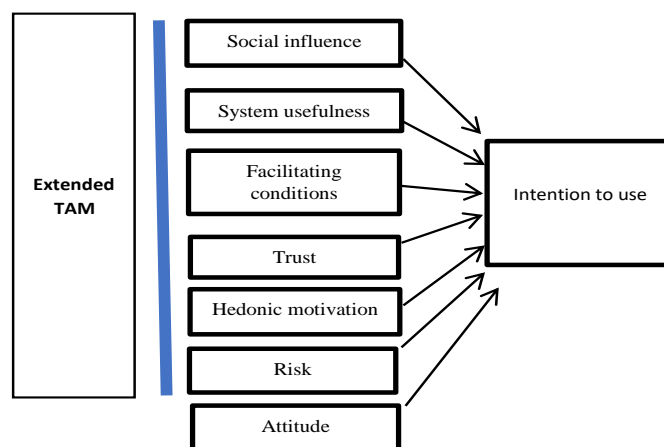 Social influence
System usefulness
Facilitating
conditions
Extended
TAM
Intention to use
Trust
Hedonic motivation
Risk
Attitude